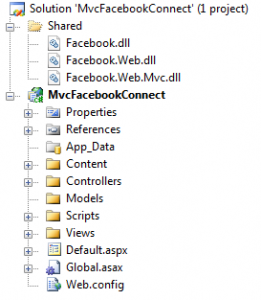 Solution 'MvcFacebookConnect' (1 project)
Shared
Facebook.dll
Facebook.Web.dll
Facebook.Web.Mvc.dll
MvcFacebookConnect
Properties
References
App_Data
Content
Controllers
Models
Scripts
Views
Default.aspx
Global.asax
Web.config